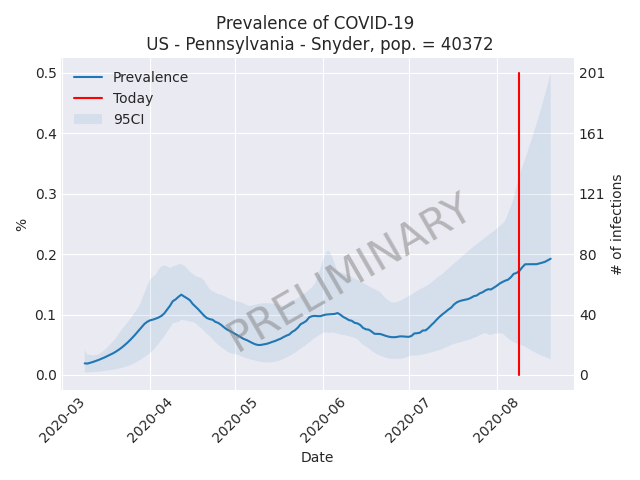 Prevalence of COVID-19
US - Pennsylvania - Snyder, pop. = 40372
Prevalence
Today
95CI
0.5
0.4
0.3
0.2
0.1
0.0
%
201
161
121
80
40
0
# of infections
PRELIMINARY
2020-03
2020-04
2020-05
2020-06
2020-07
2020-08
Date